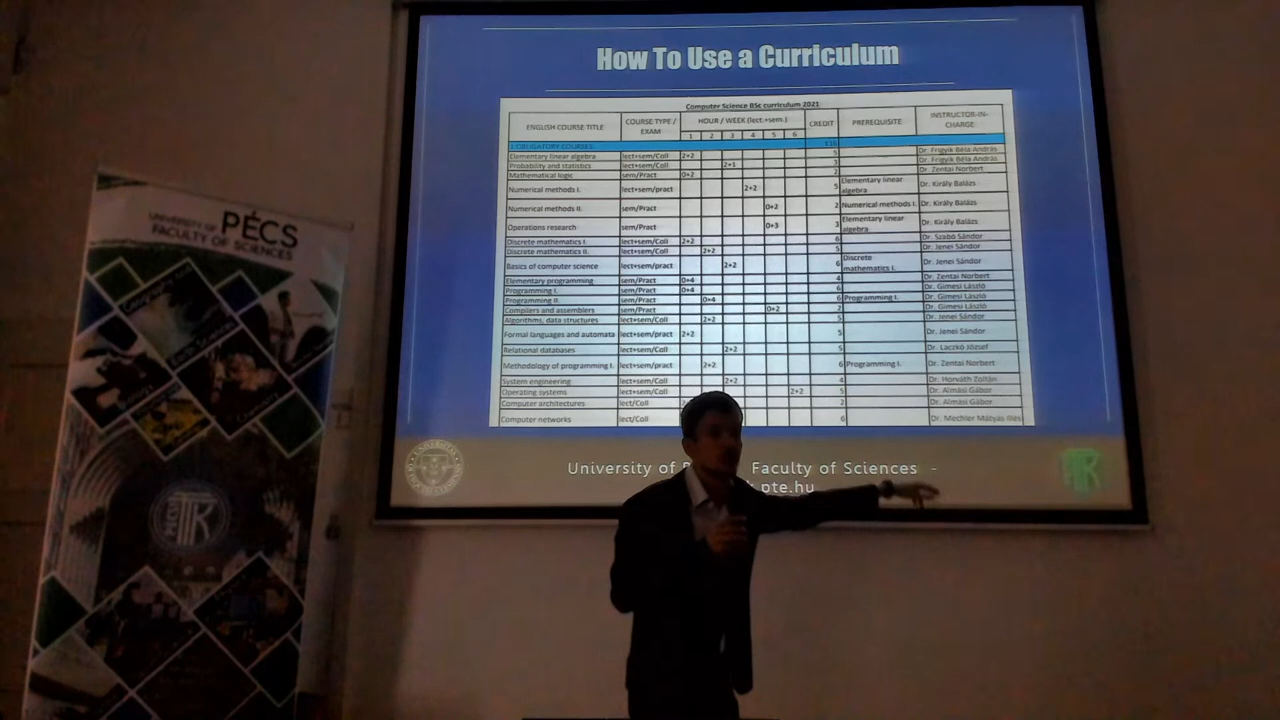 How To Use a Curriculum
Computer Science BSc curriculum 2021
ENGLISH COURSE TITLE COURSE TYPE / EXAM HOUR / WEEK (lect.+sem.) CREDIT PREREQUISITE INSTRUCTOR-IN-CHARGE
1 2 3 4 5 6
I. OBLIGATORY COURSES
Elementary linear algebra lect+sem/Coll 2+2 5 Dr. Frigyik Béla András
Probability and statistics lect+sem/Coll 2+1 3 Dr. Frigyik Béla András
Mathematical logic sem/Pract 0+2 2 Dr. Zentai Norbert
Numerical methods I. lect+sem/pract 2+2 5 Elementary linear algebra Dr. Király Balázs
Numerical methods II. sem/Pract 0+2 2 Numerical methods I. Dr. Király Balázs
Operations research sem/Pract 0+3 3 Elementary linear algebra Dr. Király Balázs
Discrete mathematics I. lect+sem/Coll 2+2 6 Dr. Szabó Sándor
Discrete mathematics II. lect+sem/Coll 2+2 5 Dr. Jenei Sándor
Basics of computer science lect+sem/pract 2+2 6 Discrete mathematics I. Dr. Jenei Sándor
Elementary programming sem/Pract 0+4 4 Dr. Zentai Norbert
Programming I. sem/Pract 0+4 6 Dr. Gimesi László
Programming II. sem/Pract 0+4 6 Programming I. Dr. Gimesi László
Compilers and assemblers sem/Pract 0+2 2 Dr. Gimesi László
Algorithms, data structures lect+sem/Coll 2+2 5 Dr. Jenei Sándor
Formal languages and automata lect+sem/pract 2+2 5 Dr. Jenei Sándor
Relational databases lect+sem/Coll 2+2 5 Dr. Laczkó József
Methodology of programming I. lect+sem/pract 2+2 6 Programming I. Dr. Zentai Norbert
System engineering lect+sem/Coll 2+2 4 Dr. Horváth Zoltán
Operating systems lect+sem/Coll 2+2 5 Dr. Almási Gábor
Computer architectures lect/Coll 2 Dr. Almási Gábor
Computer networks lect/Coll 6 Dr. Mechler Mátyás Illés
University of Faculty of Sciences -
pte.hu
UNIVERSITY OF PÉCS
FACULTY OF SCIENCES